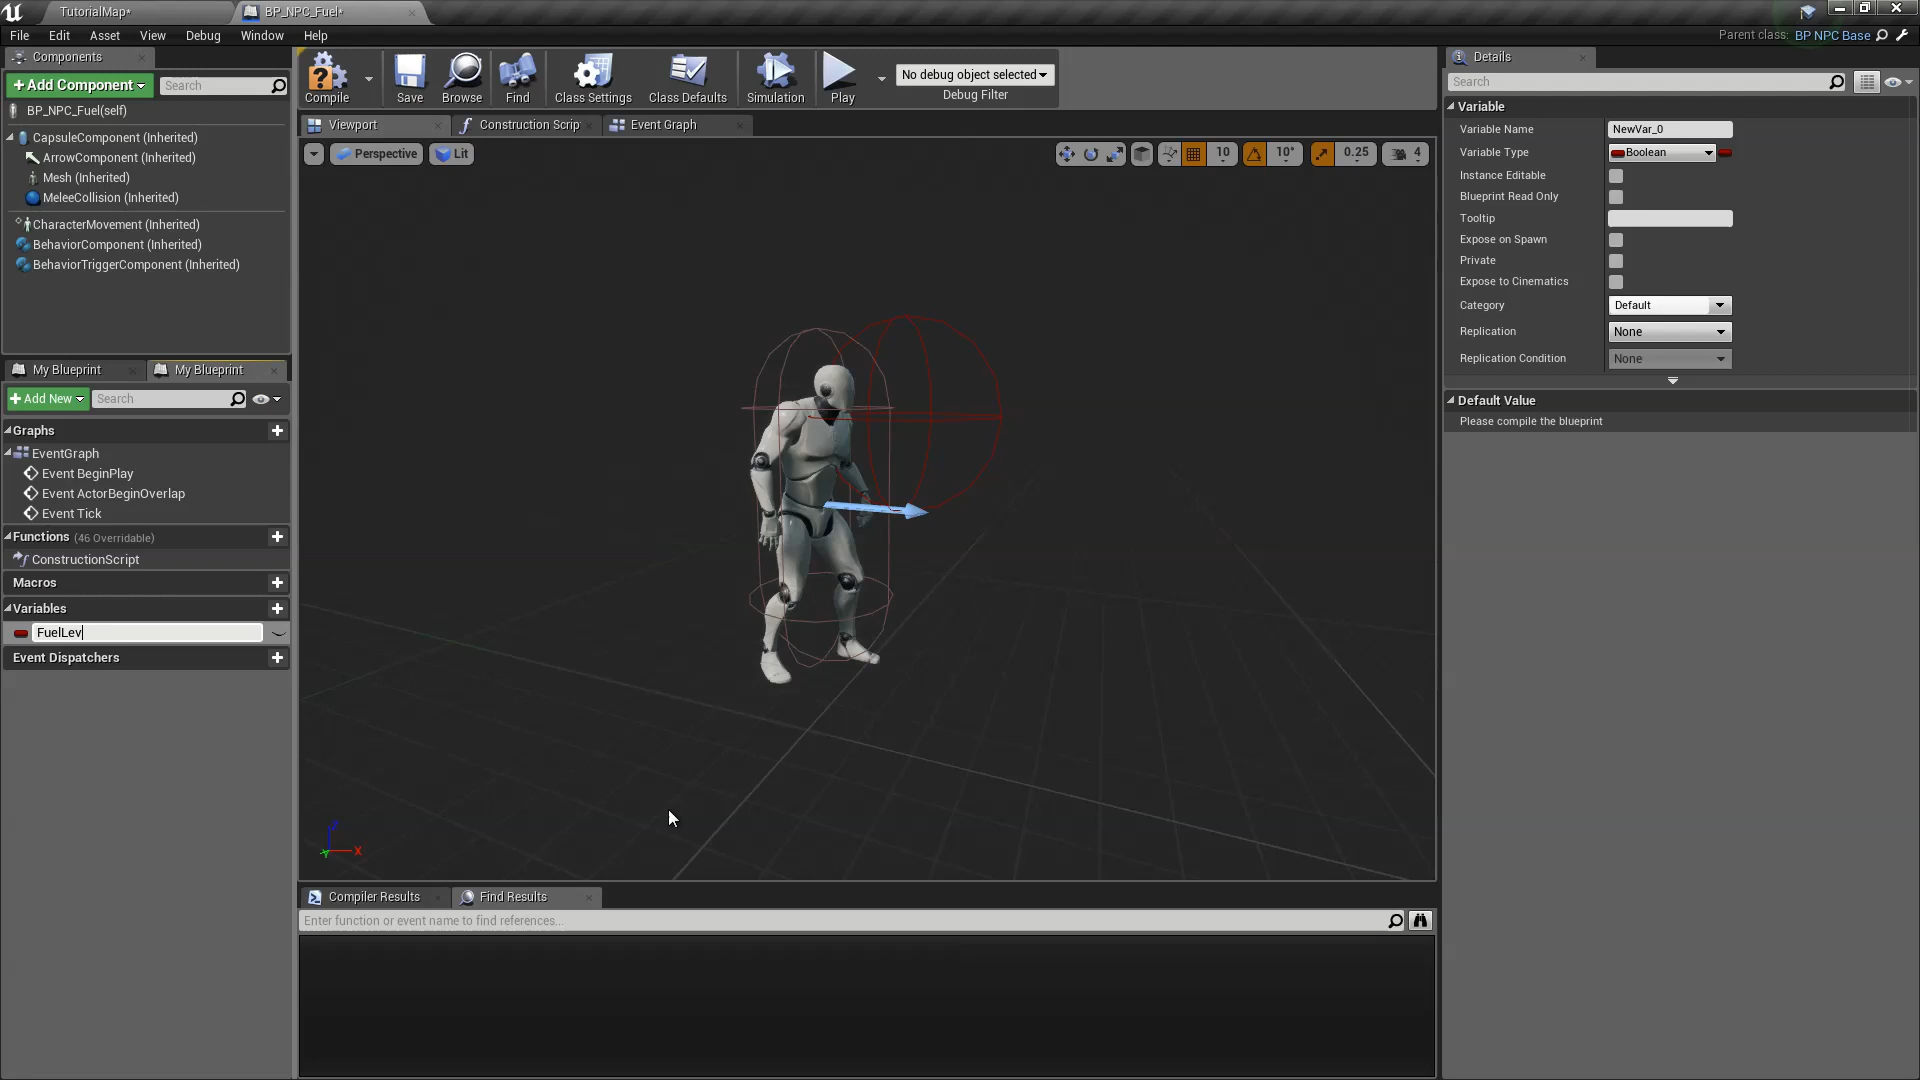 TutorialMap*
BP_NPC_Fuel*
File Edit Asset View Debug Window Help
Parent class: BP NPC Base
Components
+Add Component
Search
BP_NPC_Fuel(self)
CapsuleComponent (Inherited)
ArrowComponent (Inherited)
Mesh (Inherited)
MeleeCollision (Inherited)
CharacterMovement (Inherited)
BehaviorComponent (Inherited)
BehaviorTriggerComponent (Inherited)
My Blueprint
My Blueprint
+Add New
Search
Graphs
EventGraph
Event BeginPlay
Event ActorBeginOverlap
Event Tick
Functions (46 Overridable)
ConstructionScript
Macros
Variables
FuelLev
Event Dispatchers
Compile
Save
Browse
Find
Class Settings
Class Defaults
Simulation
Play
No debug object selected
Debug Filter
Viewport
Construction Scrip
Event Graph
Perspective
Lit
10
10°
0.25
4
Z
X
Y
Compiler Results
Find Results
Enter function or event name to find references...
Details
Search
Variable
Variable Name NewVar_0
Variable Type Boolean
Instance Editable
Blueprint Read Only
Tooltip
Expose on Spawn
Private
Expose to Cinematics
Category Default
Replication None
Replication Condition None
Default Value
Please compile the blueprint